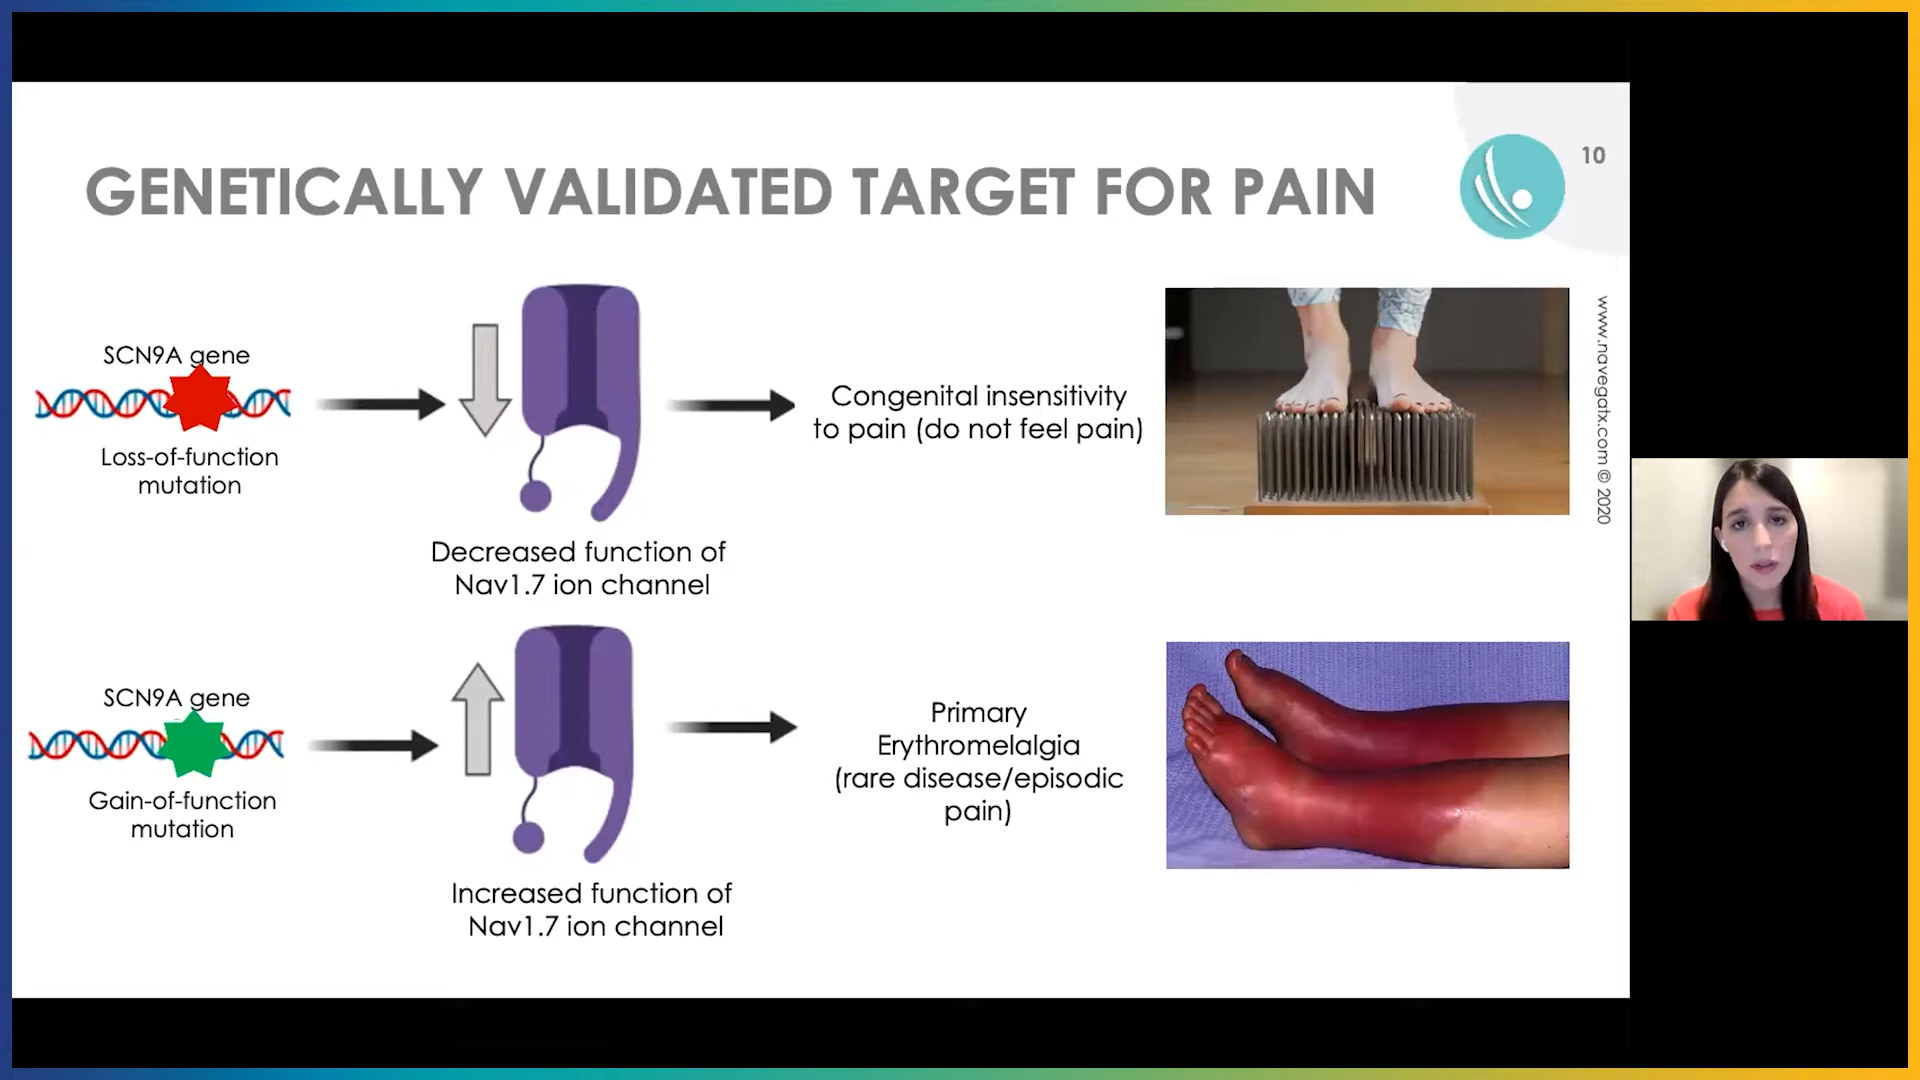 GENETICALLY VALIDATED TARGET FOR PAIN
10
SCN9A gene
Loss-of-function
mutation
Decreased function of
Nav1.7 ion channel
Congenital insensitivity
to pain (do not feel pain)
www.navegatx.com © 2020
SCN9A gene
Gain-of-function
mutation
Increased function of
Nav1.7 ion channel
Primary
Erythromelalgia
(rare disease/episodic
pain)